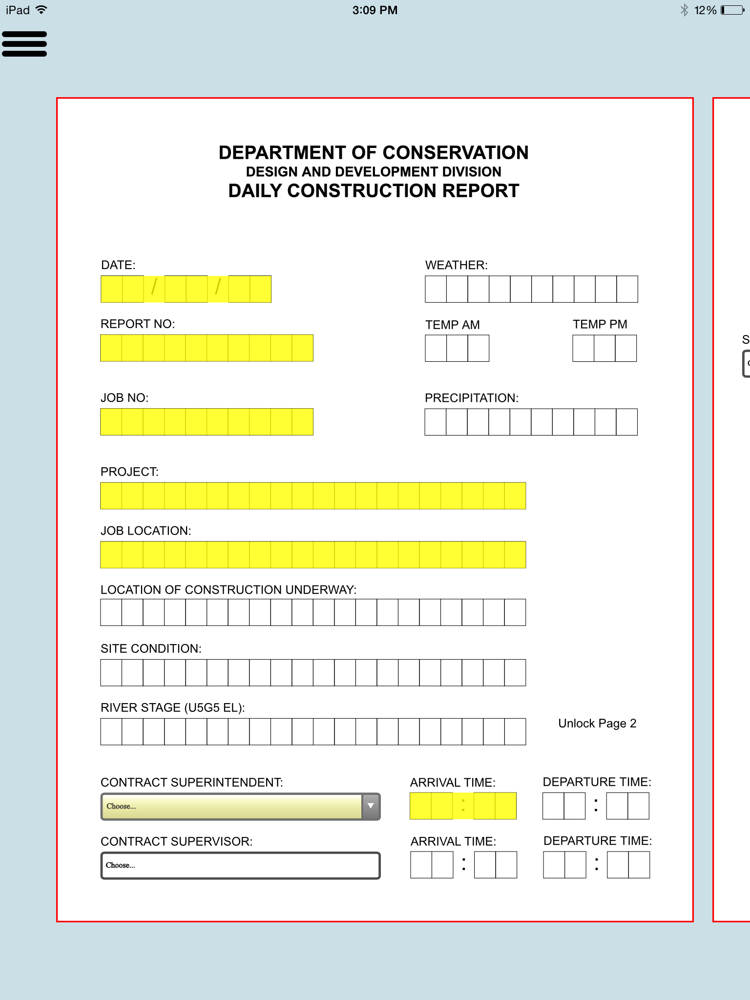 iPad 3:09 PM 12%
DEPARTMENT OF CONSERVATION
DESIGN AND DEVELOPMENT DIVISION
DAILY CONSTRUCTION REPORT
DATE: WEATHER:
/ /
REPORT NO: TEMP AM TEMP PM
S
JOB NO: PRECIPITATION:
PROJECT:
JOB LOCATION:
LOCATION OF CONSTRUCTION UNDERWAY:
SITE CONDITION:
RIVER STAGE (U5G5 EL):
Unlock Page 2
CONTRACT SUPERINTENDENT: ARRIVAL TIME: DEPARTURE TIME:
Choose... : :
CONTRACT SUPERVISOR: ARRIVAL TIME: DEPARTURE TIME:
Choose... : :